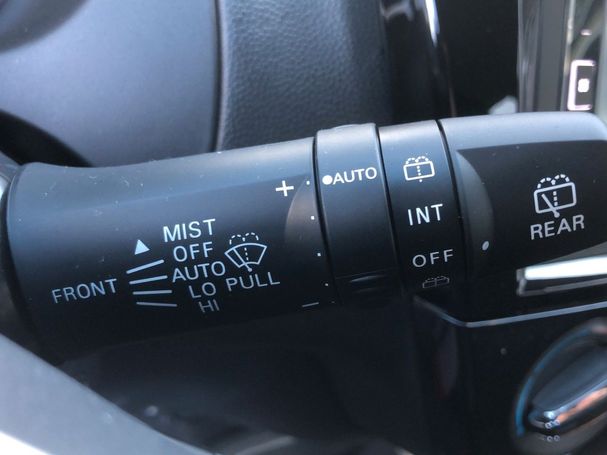 FRONT
MIST
OFF
AUTO
LO PULL
HI
+
−
●AUTO
INT
OFF
REAR